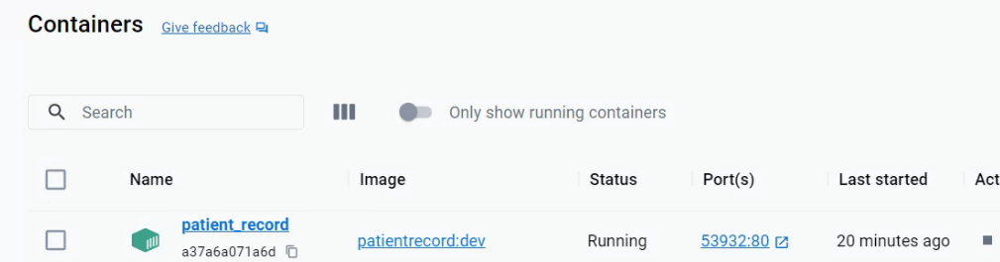 Containers Give feedback
Search Only show running containers
Name Image Status Port(s) Last started Act
patient_record
a37a6a071a6d patientrecord:dev Running 53932:80 20 minutes ago